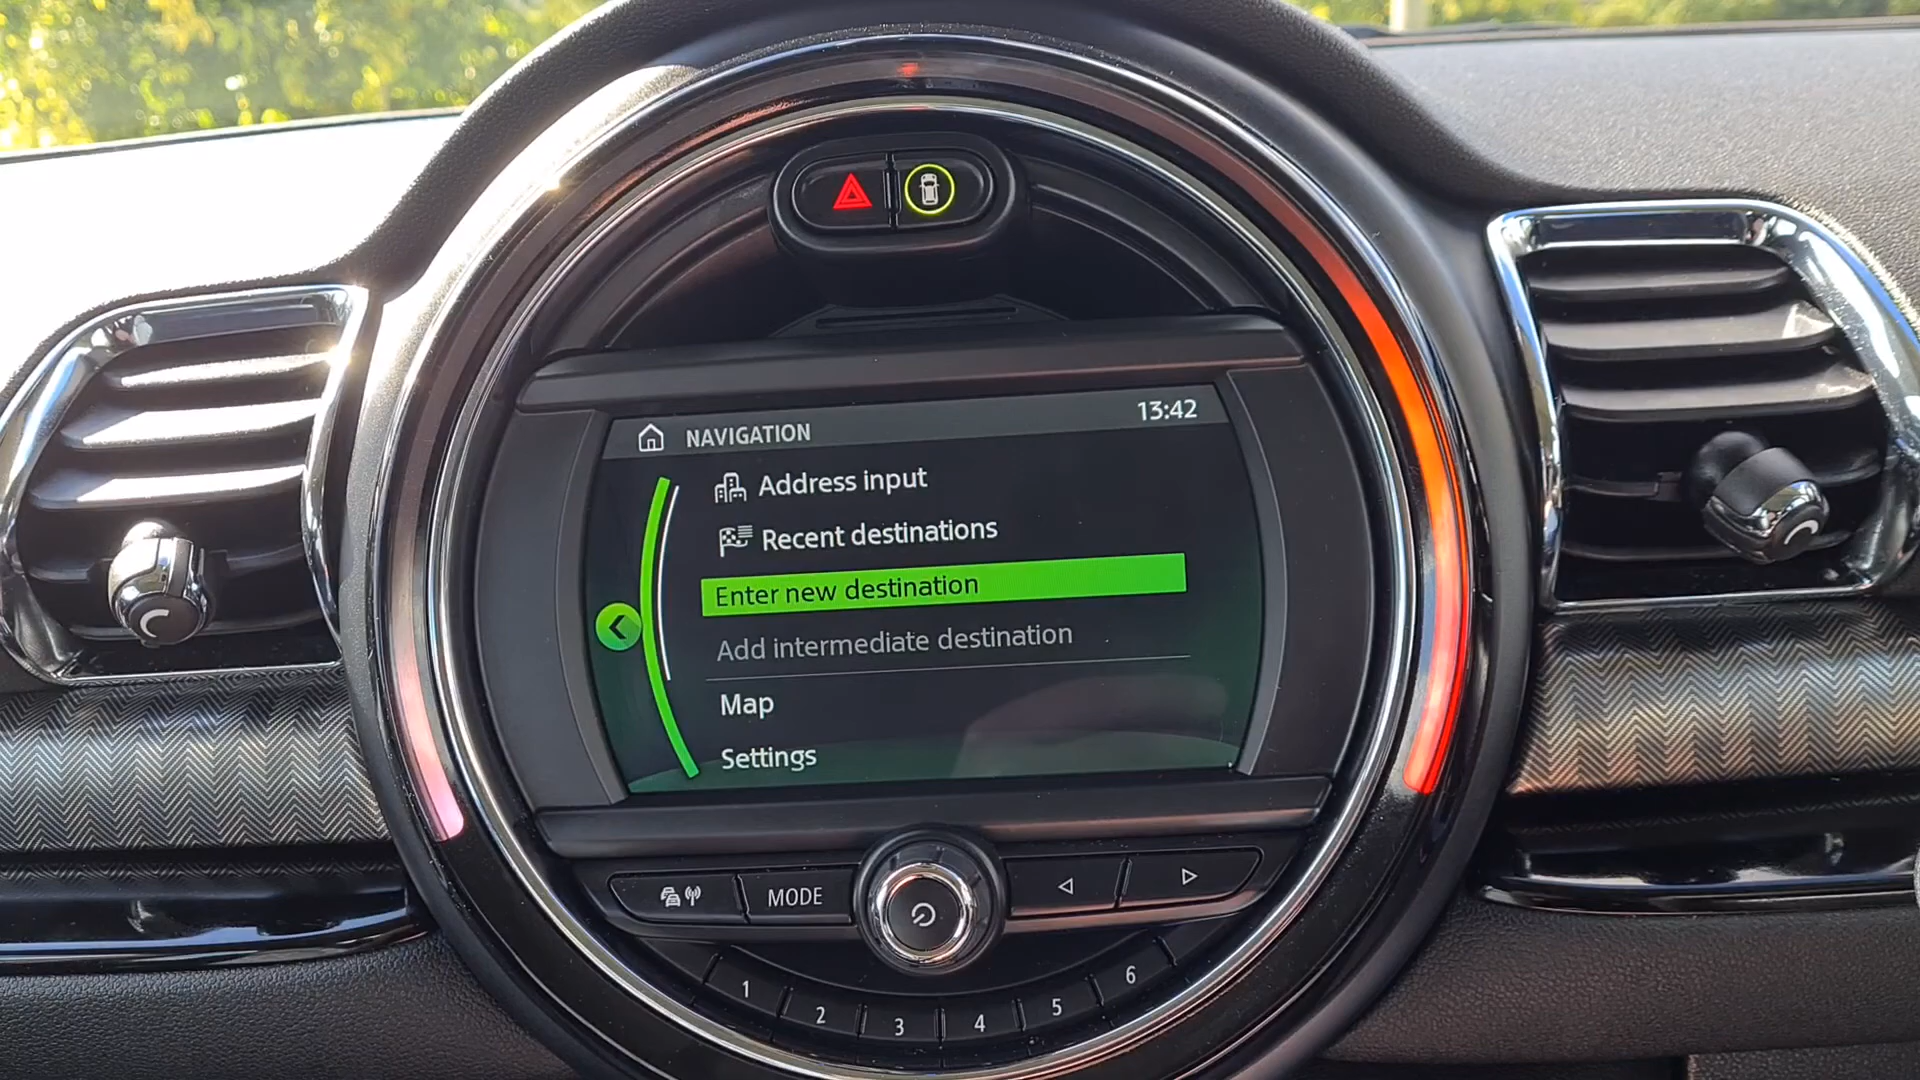 NAVIGATION 13:42
Address input
Recent destinations
Enter new destination
Add intermediate destination
Map
Settings
MODE
1 2 3 4 5 6